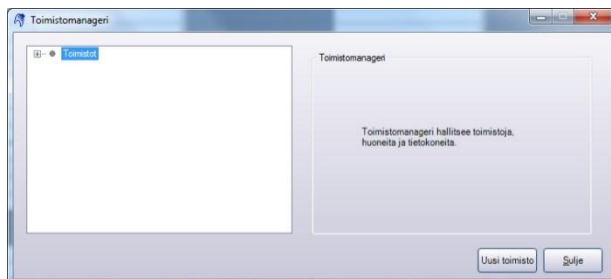 Toimistomanageri
Toimistot
Toimistomanageri
Toimistomanageri hallitsee toimistoja,
huoneita ja tietokoneita.
Uusi toimisto
Sulje